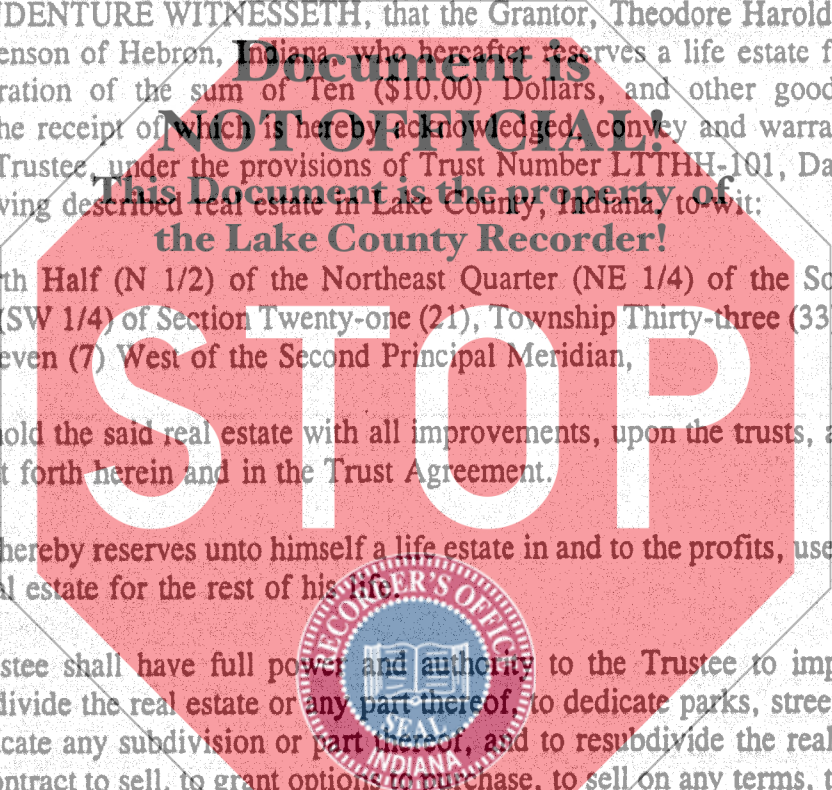 DENTURE WITNESSETH, that the Grantor, Theodore Harold
enson of Hebron, Indiana, who hereafter reserves a life estate f
Document is
ration of the sum of Ten ($10.00) Dollars, and other good
he receipt of which is hereby acknowledged, convey and warra
NOT OFFICIAL!
Trustee, under the provisions of Trust Number LTTHH-101, Da
This Document is the property of
wing described real estate in Lake County, Indiana, to-wit:
the Lake County Recorder!
rth Half (N 1/2) of the Northeast Quarter (NE 1/4) of the So
(SW 1/4) of Section Twenty-one (21), Township Thirty-three (33
even (7) West of the Second Principal Meridian,
STOP
hold the said real estate with all improvements, upon the trusts, a
t forth herein and in the Trust Agreement.
hereby reserves unto himself a life estate in and to the profits, use
al estate for the rest of his life.
RECORDER'S OFFICE
SEAL
INDIANA
stee shall have full power and authority to the Trustee to imp
divide the real estate or any part thereof, to dedicate parks, stree
cate any subdivision or part thereof, and to resubdivide the real
ontract to sell, to grant options to purchase, to sell on any terms, t